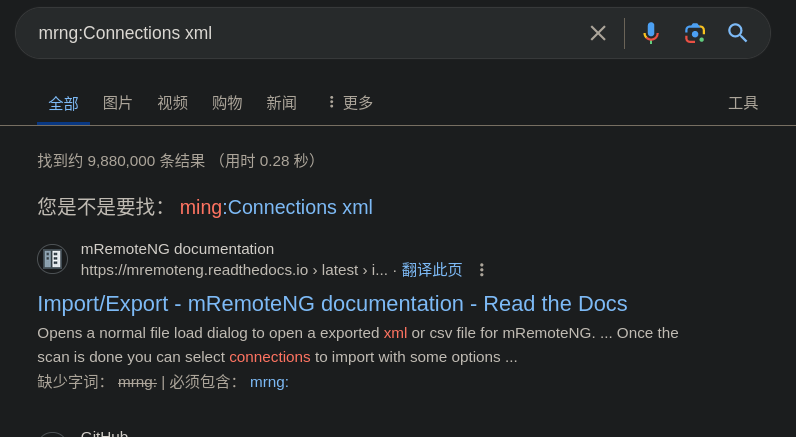 mrng:Connections xml
全部 图片 视频 购物 新闻 更多 工具
找到约 9,880,000 条结果 （用时 0.28 秒）
您是不是要找： ming:Connections xml
mRemoteNG documentation
https://mremoteng.readthedocs.io › latest › i... · 翻译此页
Import/Export - mRemoteNG documentation - Read the Docs
Opens a normal file load dialog to open a exported xml or csv file for mRemoteNG. ... Once the
scan is done you can select connections to import with some options ...
缺少字词： mrng: | 必须包含： mrng:
GitHub